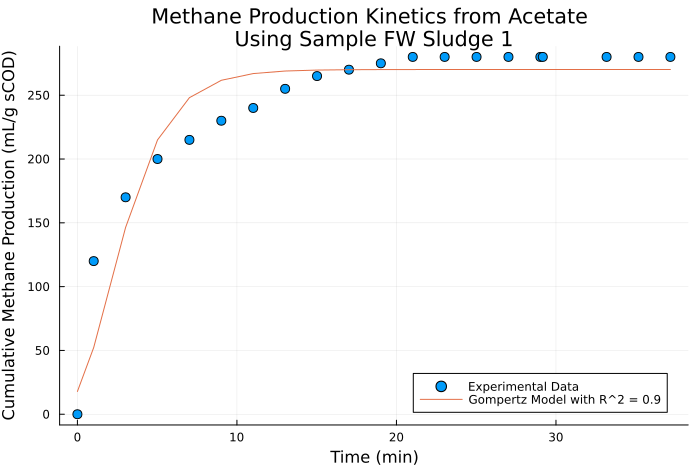 Methane Production Kinetics from Acetate
Using Sample FW Sludge 1
Cumulative Methane Production (mL/g sCOD)
250
200
150
100
50
0
0
10
20
30
Time (min)
Experimental Data
Gompertz Model with R^2 = 0.9